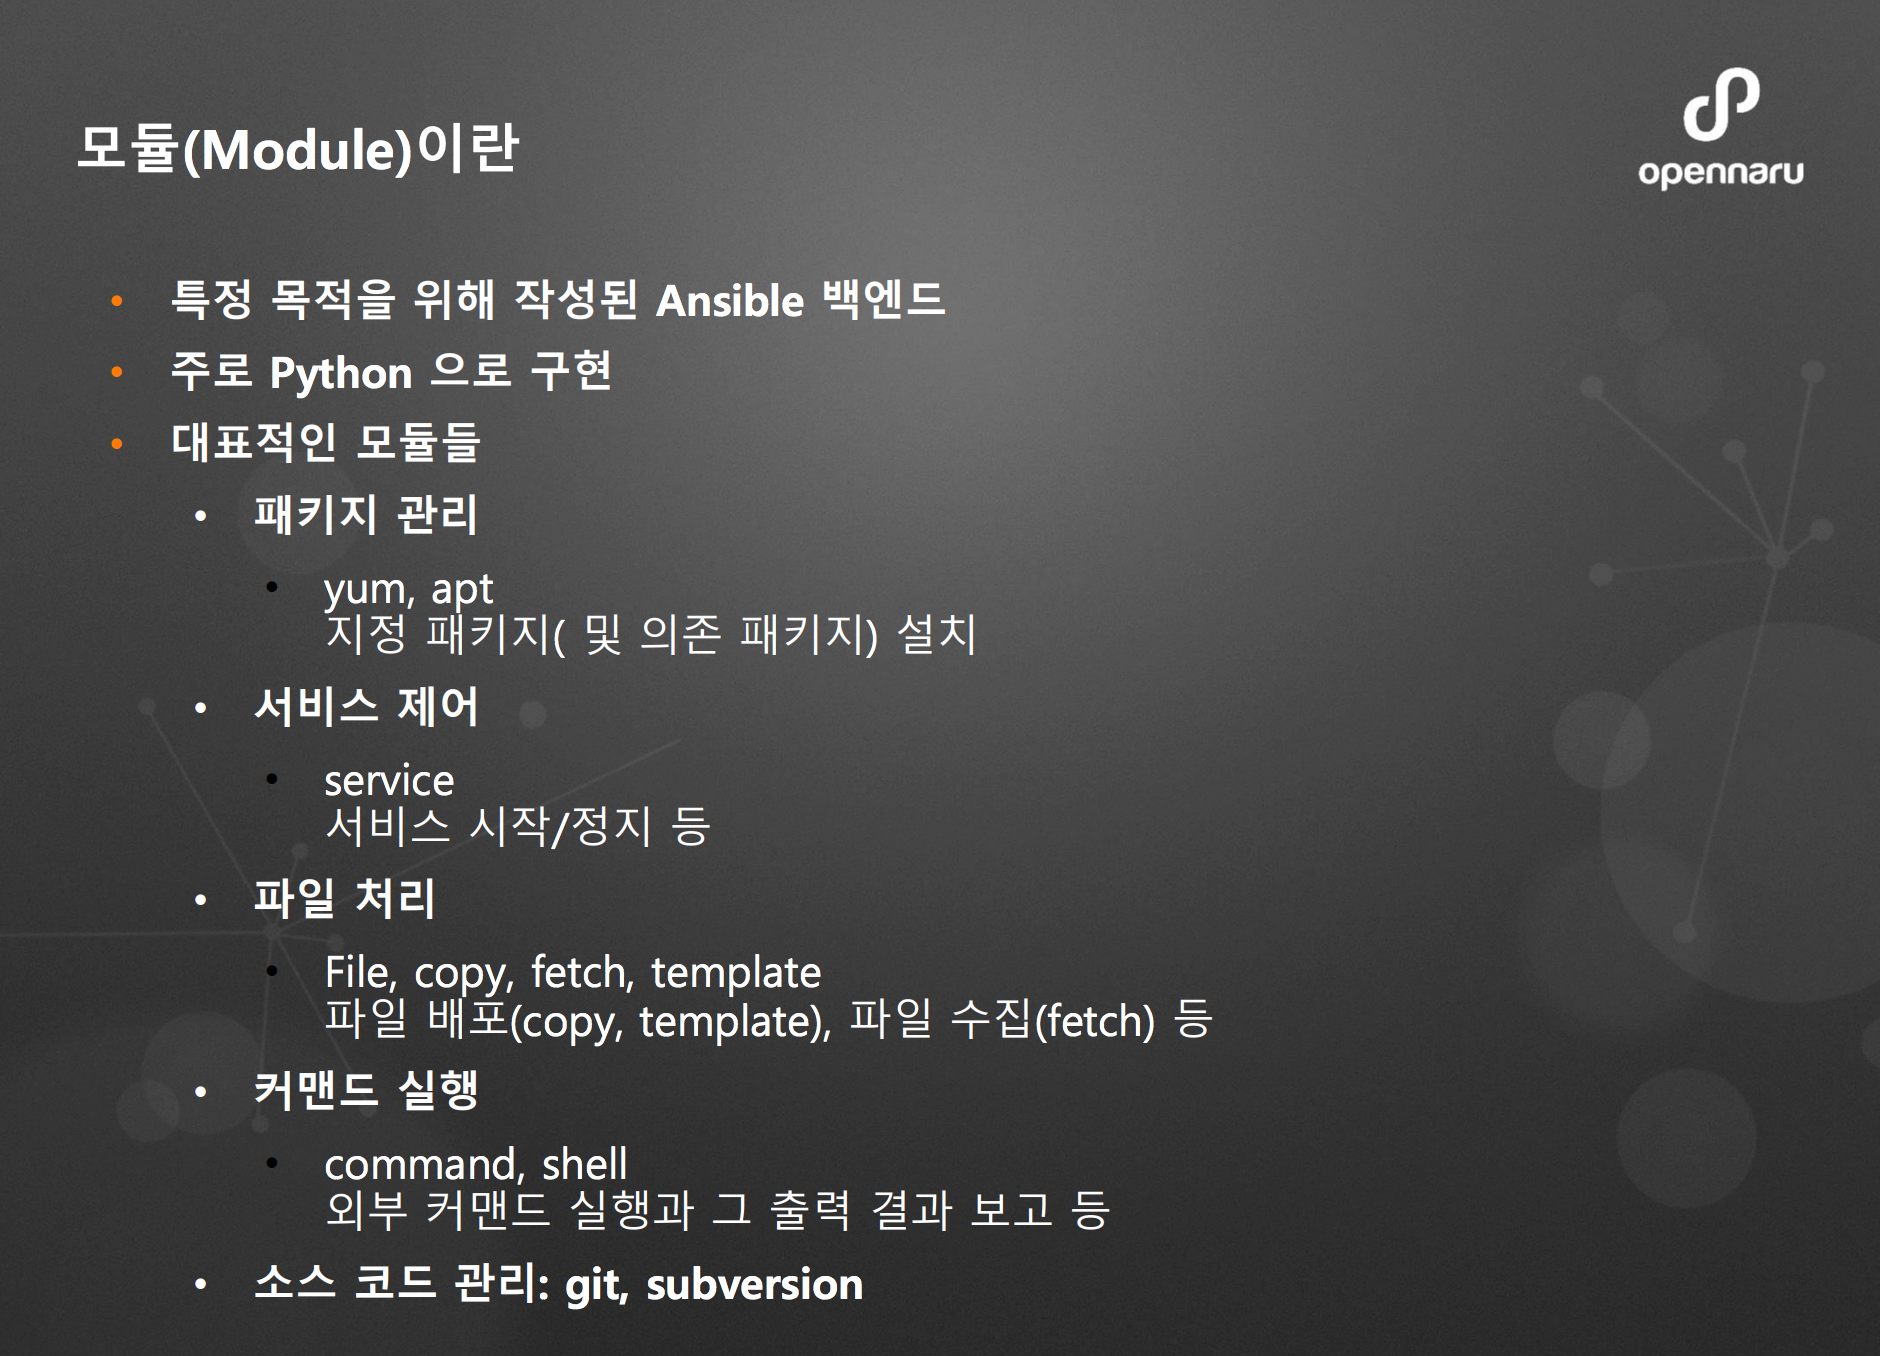 모듈(Module)이란
opennaru
• 특정 목적을 위해 작성된 Ansible 백엔드
• 주로 Python 으로 구현
• 대표적인 모듈들
• 패키지 관리
• yum, apt
지정 패키지( 및 의존 패키지) 설치
• 서비스 제어
• service
서비스 시작/정지 등
• 파일 처리
• File, copy, fetch, template
파일 배포(copy, template), 파일 수집(fetch) 등
• 커맨드 실행
• command, shell
외부 커맨드 실행과 그 출력 결과 보고 등
• 소스 코드 관리: git, subversion